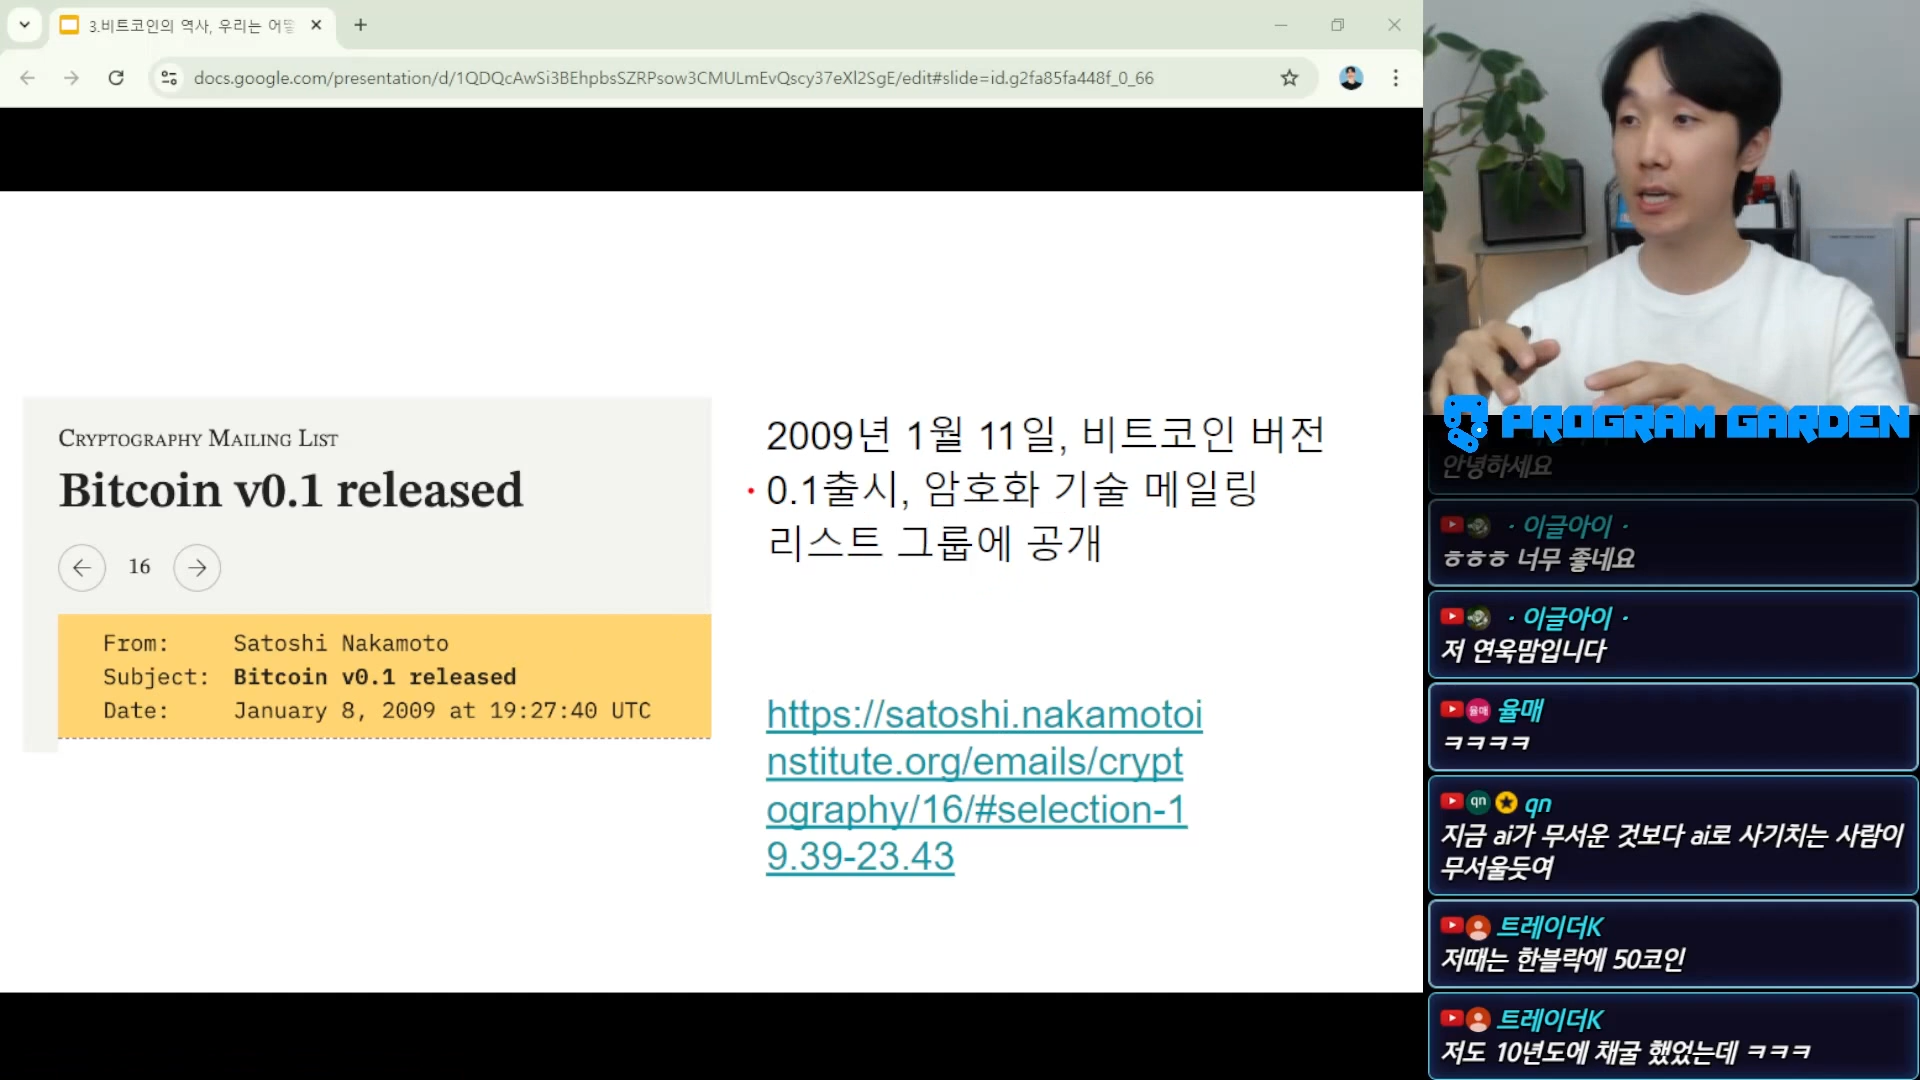 3.비트코인의 역사, 우리는 어떻
docs.google.com/presentation/d/1QDQcAwSi3BEhpbsSZRPsow3CMULmEvQscy37eXl2SgE/edit#slide=id.g2fa85fa448f_0_66
CRYPTOGRAPHY MAILING LIST
Bitcoin v0.1 released
16
From: Satoshi Nakamoto
Subject: Bitcoin v0.1 released
Date: January 8, 2009 at 19:27:40 UTC
2009년 1월 11일, 비트코인 버전
0.1출시, 암호화 기술 메일링
리스트 그룹에 공개
https://satoshi.nakamotoi
nstitute.org/emails/crypt
ography/16/#selection-1
9.39-23.43
PROGRAM GARDEN
안녕하세요
· 이글아이 ·
ㅎㅎㅎ 너무 좋네요
· 이글아이 ·
저 연욱맘입니다
율매 율매
ㅋㅋㅋㅋ
qn qn
지금 ai가 무서운 것보다 ai로 사기치는 사람이
무서울듯여
트레이더K
저때는 한블락에 50코인
트레이더K
저도 10년도에 채굴 했었는데 ㅋㅋㅋ